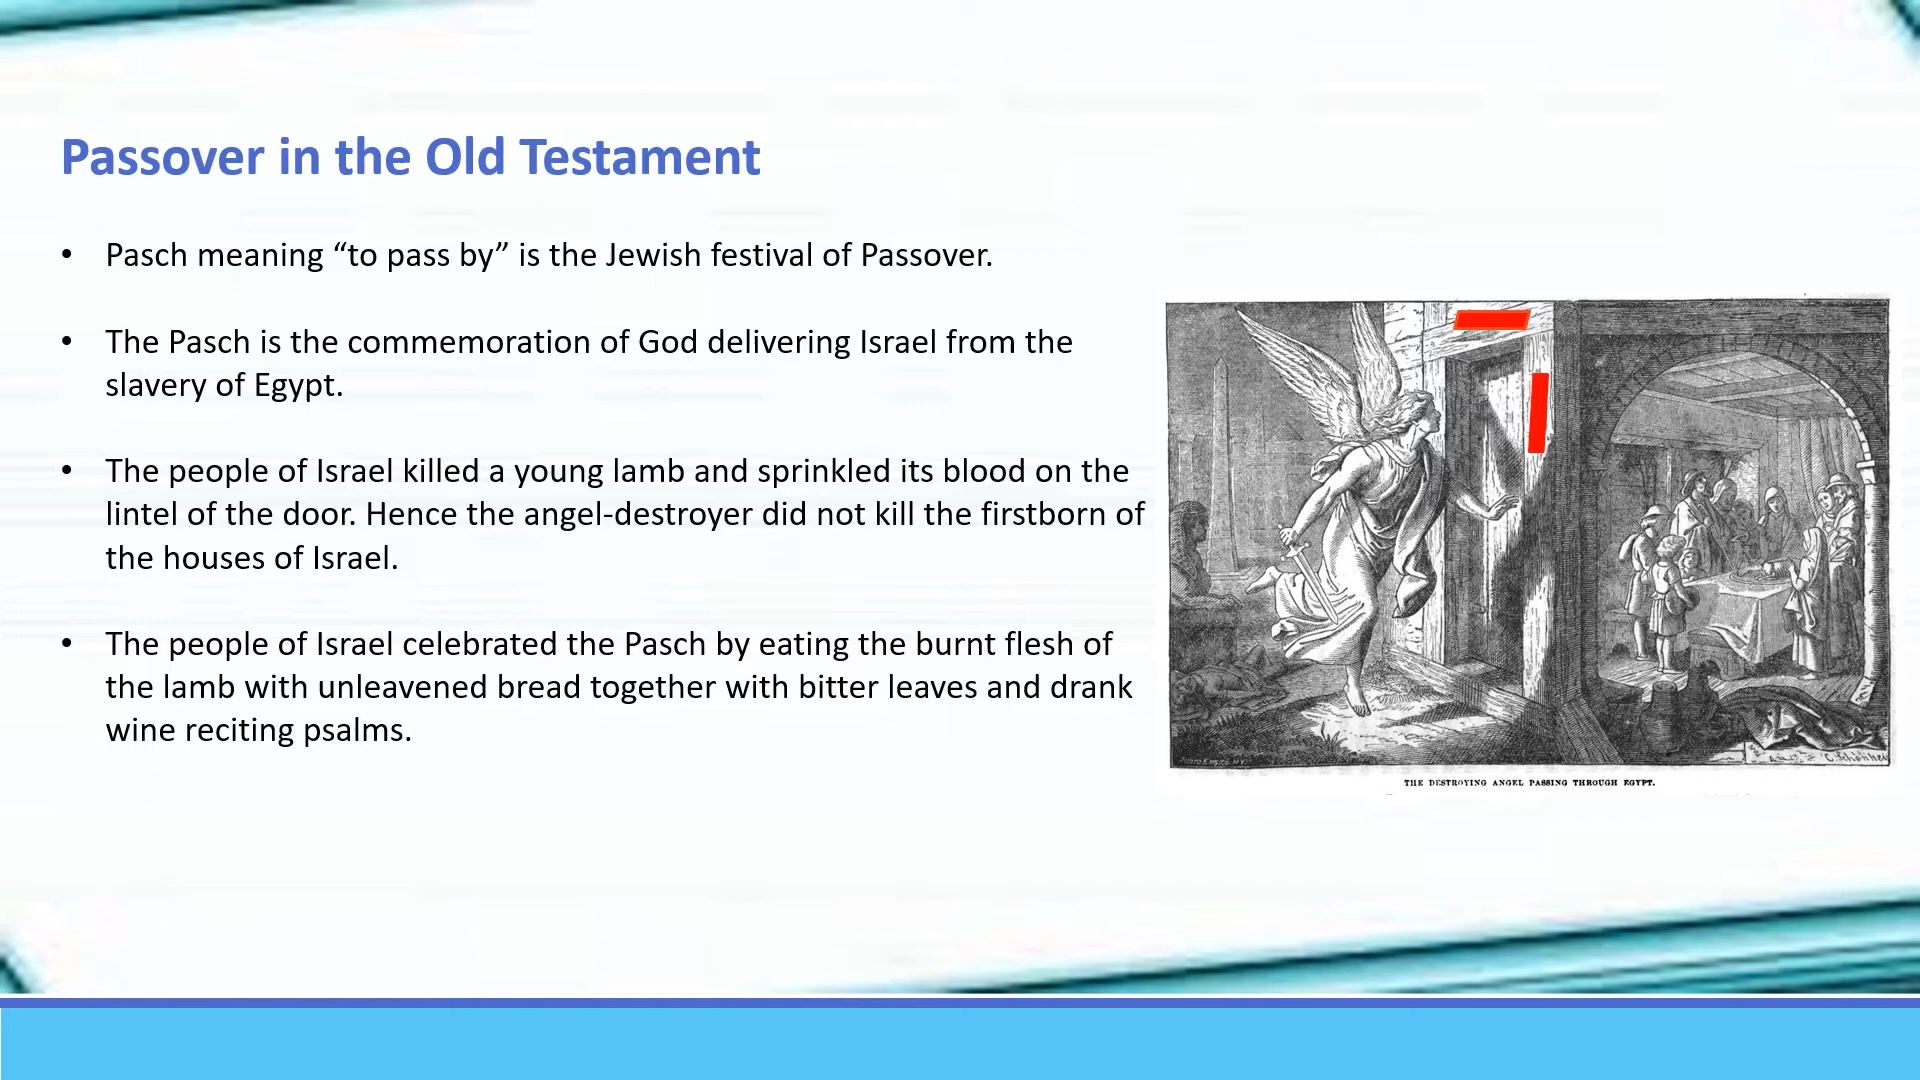 Passover in the Old Testament
• Pasch meaning “to pass by” is the Jewish festival of Passover.
• The Pasch is the commemoration of God delivering Israel from the
slavery of Egypt.
• The people of Israel killed a young lamb and sprinkled its blood on the
lintel of the door. Hence the angel-destroyer did not kill the firstborn of
the houses of Israel.
• The people of Israel celebrated the Pasch by eating the burnt flesh of
the lamb with unleavened bread together with bitter leaves and drank
wine reciting psalms.
THE DESTROYING ANGEL PASSING THROUGH EGYPT.